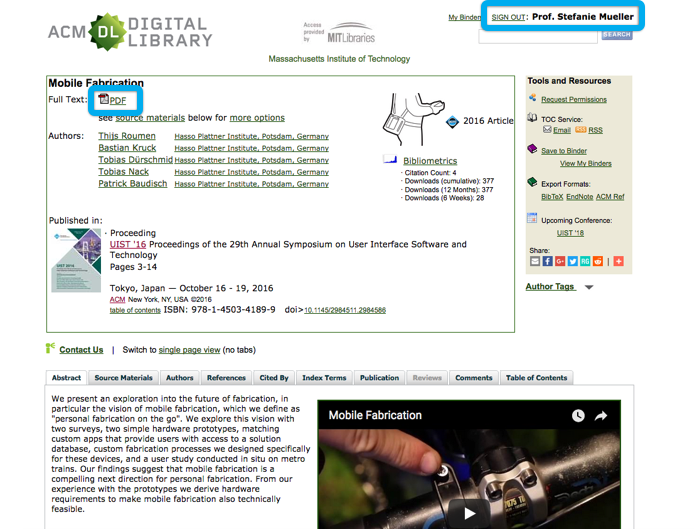 ACM DL DIGITAL
LIBRARY
Access
provided
by
MITLibraries
Massachusetts Institute of Technology
My Binders
SIGN OUT: Prof. Stefanie Mueller
SEARCH
Mobile Fabrication
Full Text: PDF
see source materials below for more options
Authors: Thijs Roumen Hasso Plattner Institute, Potsdam, Germany
Bastian Kruck Hasso Plattner Institute, Potsdam, Germany
Tobias Dürschmid Hasso Plattner Institute, Potsdam, Germany
Tobias Nack Hasso Plattner Institute, Potsdam, Germany
Patrick Baudisch Hasso Plattner Institute, Potsdam, Germany
2016 Article
Bibliometrics
· Citation Count: 4
· Downloads (cumulative): 377
· Downloads (12 Months): 377
· Downloads (6 Weeks): 28
Published in:
· Proceeding
UIST '16 Proceedings of the 29th Annual Symposium on User Interface Software and
Technology
Pages 3-14
Tokyo, Japan — October 16 - 19, 2016
ACM New York, NY, USA ©2016
table of contents ISBN: 978-1-4503-4189-9 doi>10.1145/2984511.2984586
UIST 2016
Tools and Resources
Request Permissions
TOC Service:
Email RSS
Save to Binder
View My Binders
Export Formats:
BibTeX EndNote ACM Ref
Upcoming Conference:
UIST '18
Share:
|
Author Tags
Contact Us | Switch to single page view (no tabs)
Abstract Source Materials Authors References Cited By Index Terms Publication Reviews Comments Table of Contents
We present an exploration into the future of fabrication, in
particular the vision of mobile fabrication, which we define as
"personal fabrication on the go". We explore this vision with
two surveys, two simple hardware prototypes, matching
custom apps that provide users with access to a solution
database, custom fabrication processes we designed specifically
for these devices, and a user study conducted in situ on metro
trains. Our findings suggest that mobile fabrication is a
compelling next direction for personal fabrication. From our
experience with the prototypes we derive hardware
requirements to make mobile fabrication also technically
feasible.
Mobile Fabrication